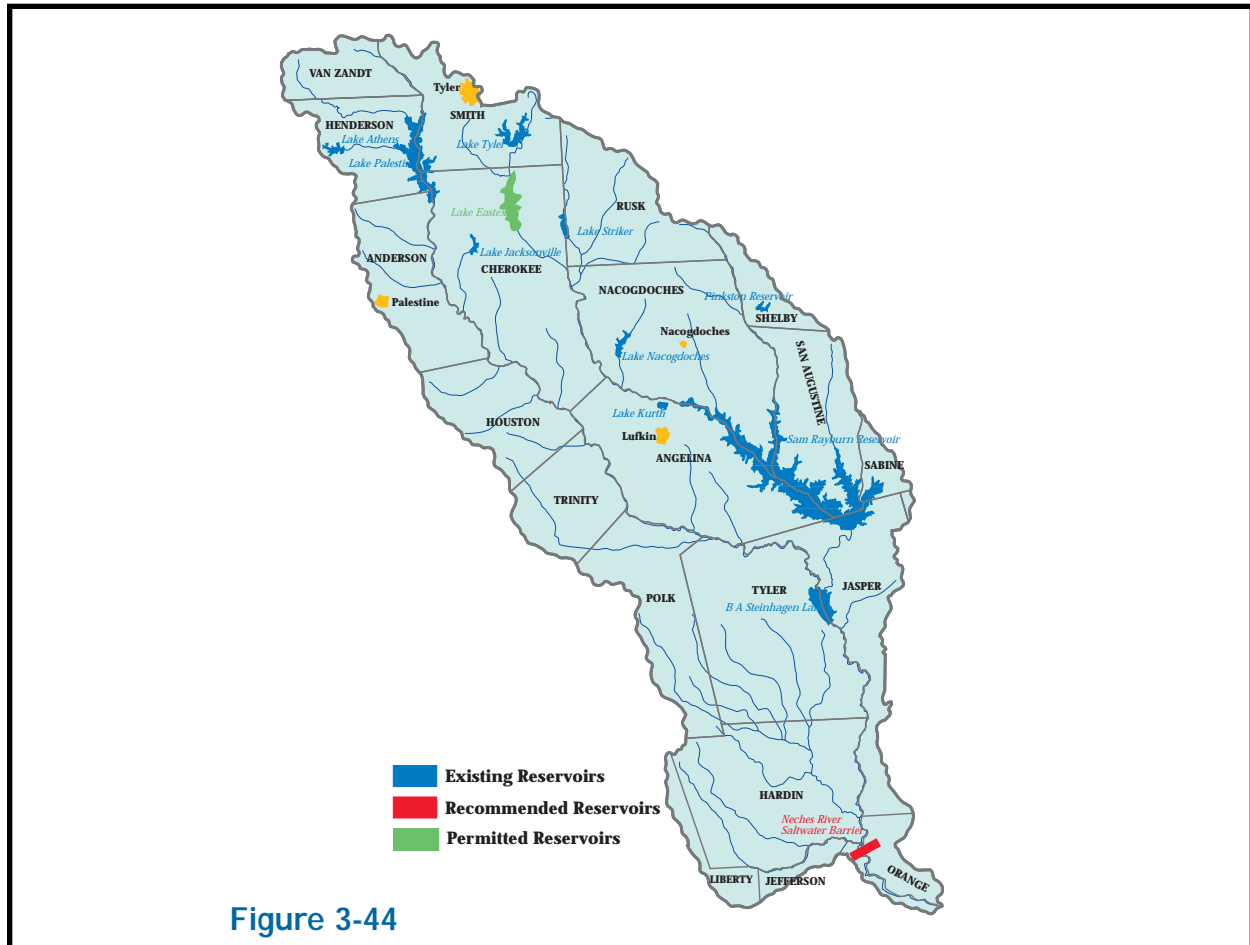 VAN ZANDT
Tyler
SMITH
HENDERSON
Lake Athens
Lake Tyler
Lake Palesti
RUSK
Lake Eastex
Lake Striker
Lake Jacksonville
ANDERSON
CHEROKEE
NACOGDOCHES
Pinkston Reservoir
Palestine
SHELBY
Nacogdoches
Lake Nacogdoches
SAN AUGUSTINE
Lake Kurth
HOUSTON
Lufkin
Sam Rayburn Reservoir
ANGELINA
SABINE
TRINITY
JASPER
TYLER
POLK
B A Steinhagen La
Existing Reservoirs
Recommended Reservoirs
Permitted Reservoirs
HARDIN
Neches River
Saltwater Barrier
LIBERTY
JEFFERSON
ORANGE
Figure 3-44